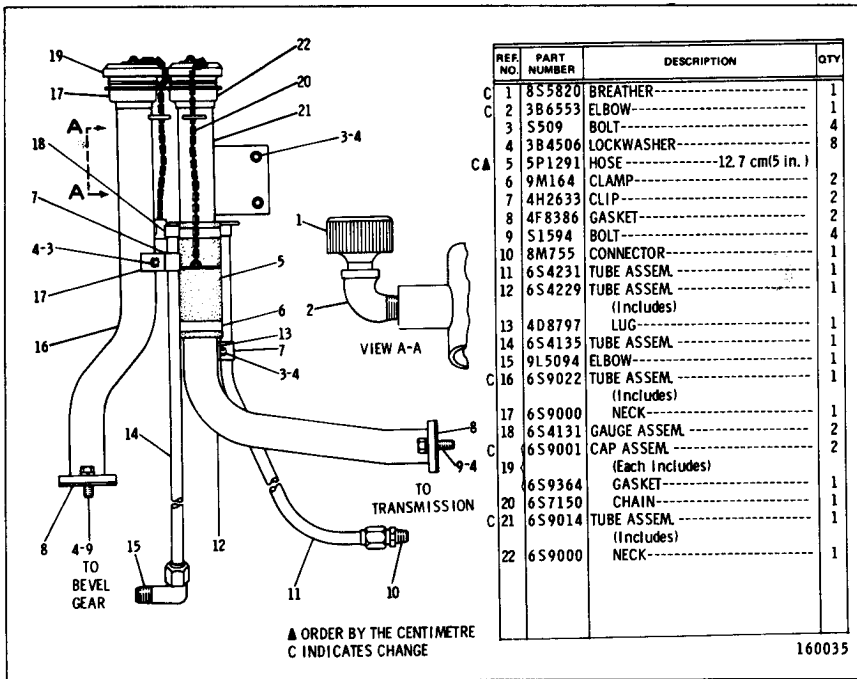 19
17
A
A
18
7
4-3
17
16
14
8
4-9
TO
BEVEL
GEAR
15
22
20
21
3-4
1
5
2
6
13
7
3-4
VIEW A-A
8
9-4
TO
TRANSMISSION
12
11
10
▲ ORDER BY THE CENTIMETRE
C INDICATES CHANGE
REF. NO. PART NUMBER DESCRIPTION QTY
C 1 8S5820 BREATHER 1
C 2 3B6553 ELBOW 1
3 S509 BOLT 4
4 3B4506 LOCKWASHER 8
C▲ 5 5P1291 HOSE 12.7 cm(5 in.) 1
6 9M164 CLAMP 2
7 4H2633 CLIP 2
8 4F8386 GASKET 2
9 S1594 BOLT 4
10 8M755 CONNECTOR 1
11 6S4231 TUBE ASSEM. 1
12 6S4229 TUBE ASSEM. 1
(Includes)
13 4D8797 LUG 1
14 6S4135 TUBE ASSEM. 1
15 9L5094 ELBOW 1
C 16 6S9022 TUBE ASSEM. 1
(Includes)
17 6S9000 NECK 1
18 6S4131 GAUGE ASSEM. 2
C 6S9001 CAP ASSEM. 2
19 (Each Includes)
6S9364 GASKET 1
20 6S7150 CHAIN 1
C 21 6S9014 TUBE ASSEM. 1
(Includes)
22 6S9000 NECK 1
160035